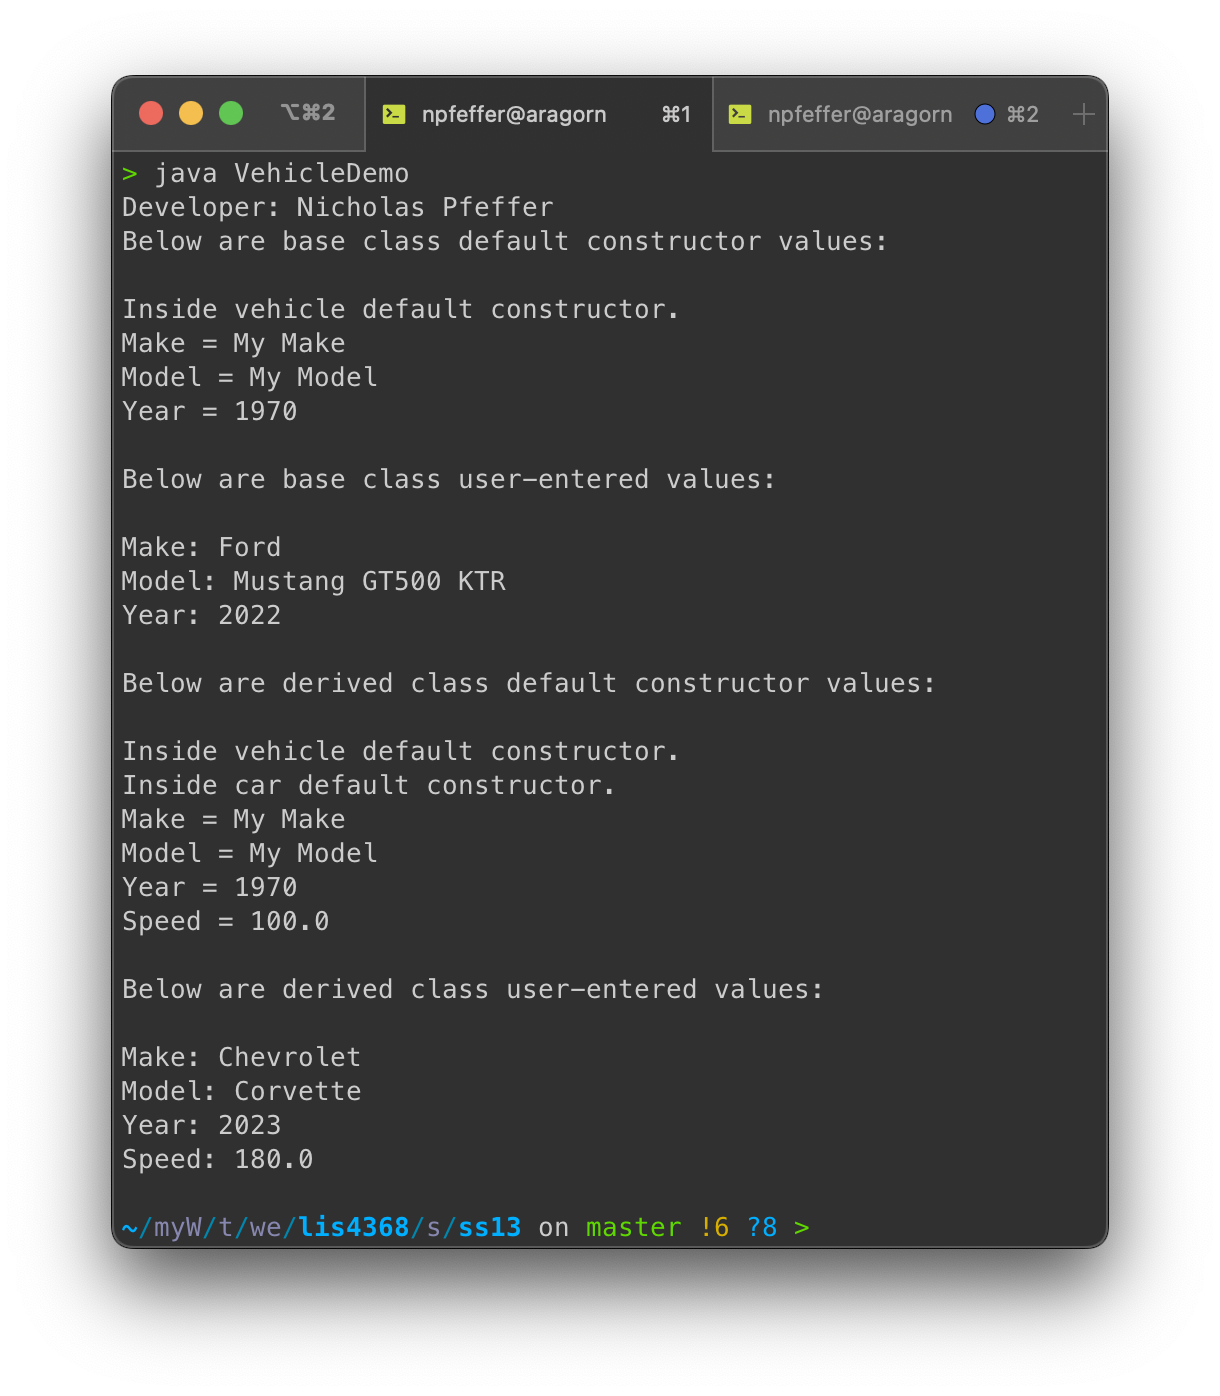 ⌥⌘2 npfeffer@aragorn ⌘1 npfeffer@aragorn ⌘2 +
> java VehicleDemo
Developer: Nicholas Pfeffer
Below are base class default constructor values:
Inside vehicle default constructor.
Make = My Make
Model = My Model
Year = 1970
Below are base class user-entered values:
Make: Ford
Model: Mustang GT500 KTR
Year: 2022
Below are derived class default constructor values:
Inside vehicle default constructor.
Inside car default constructor.
Make = My Make
Model = My Model
Year = 1970
Speed = 100.0
Below are derived class user-entered values:
Make: Chevrolet
Model: Corvette
Year: 2023
Speed: 180.0
~/myW/t/we/lis4368/s/ss13 on master !6 ?8 >